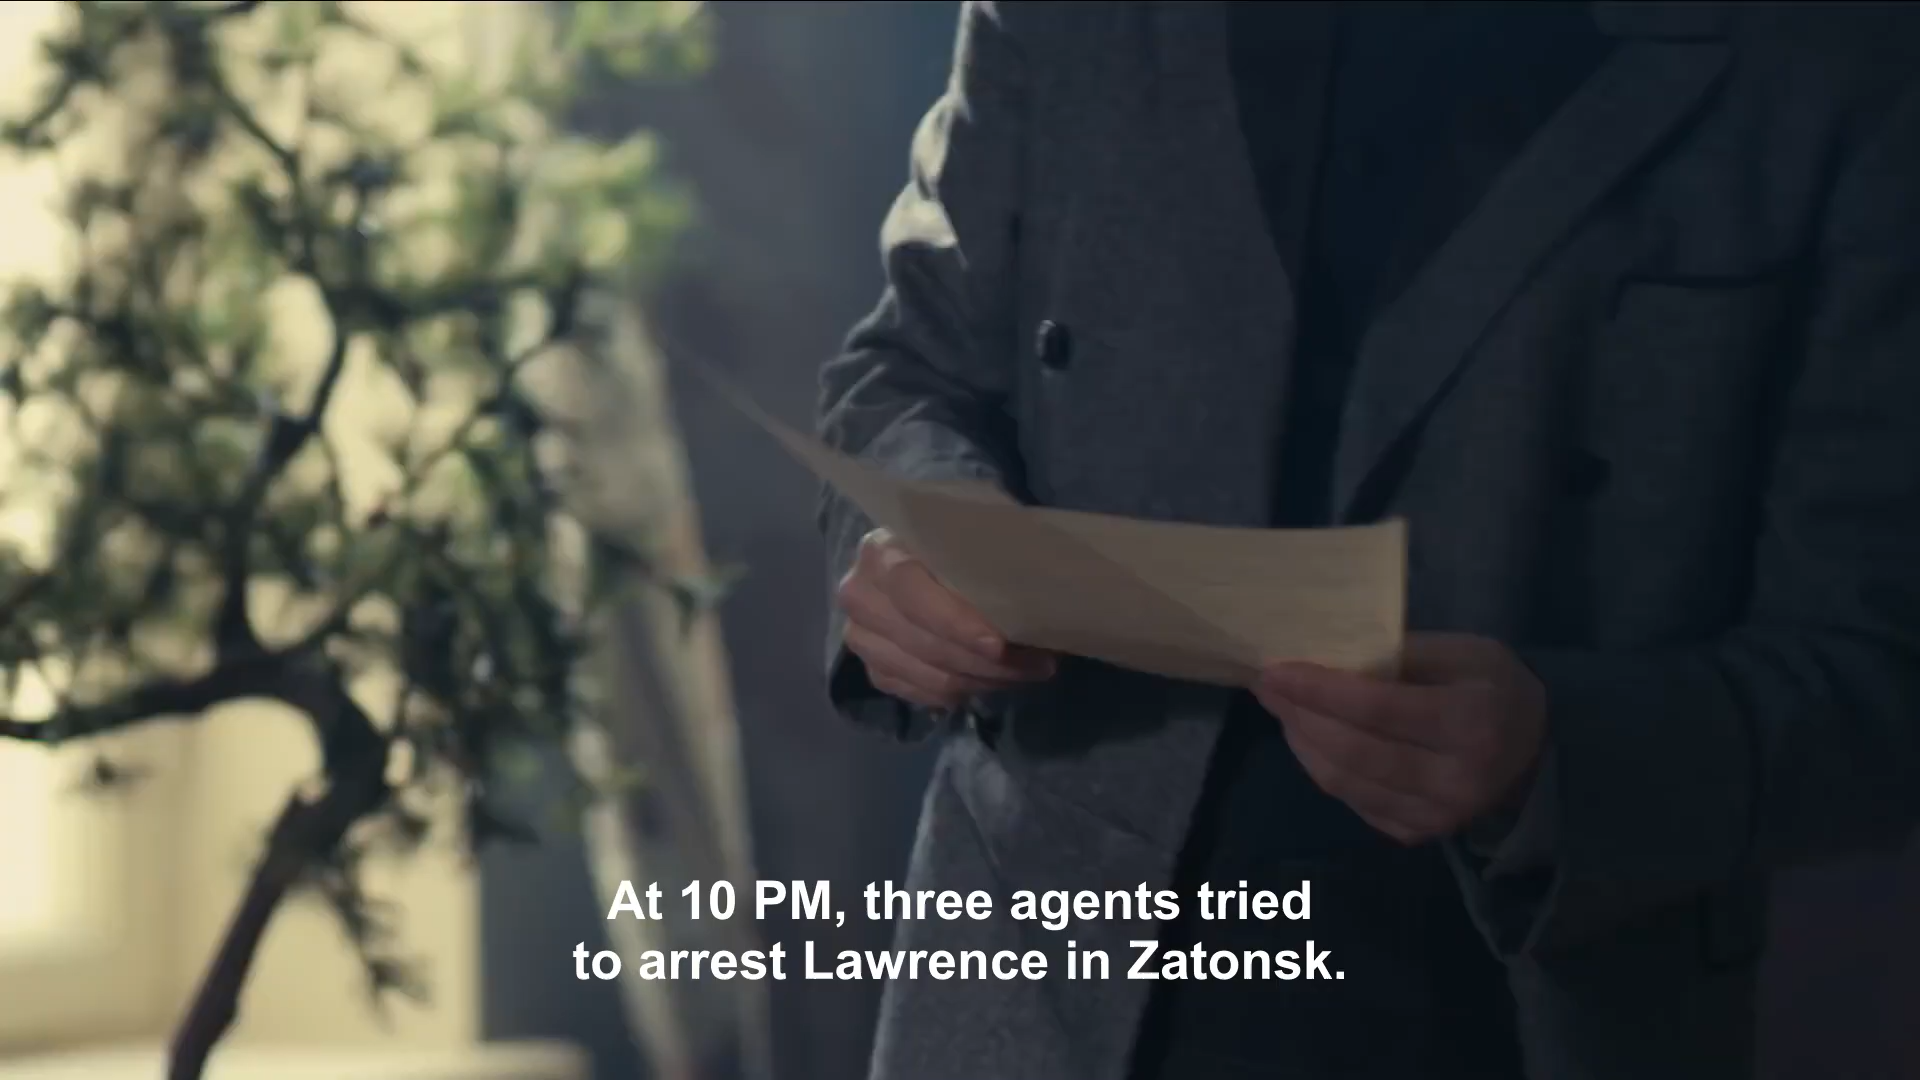 At 10 PM, three agents tried
to arrest Lawrence in Zatonsk.